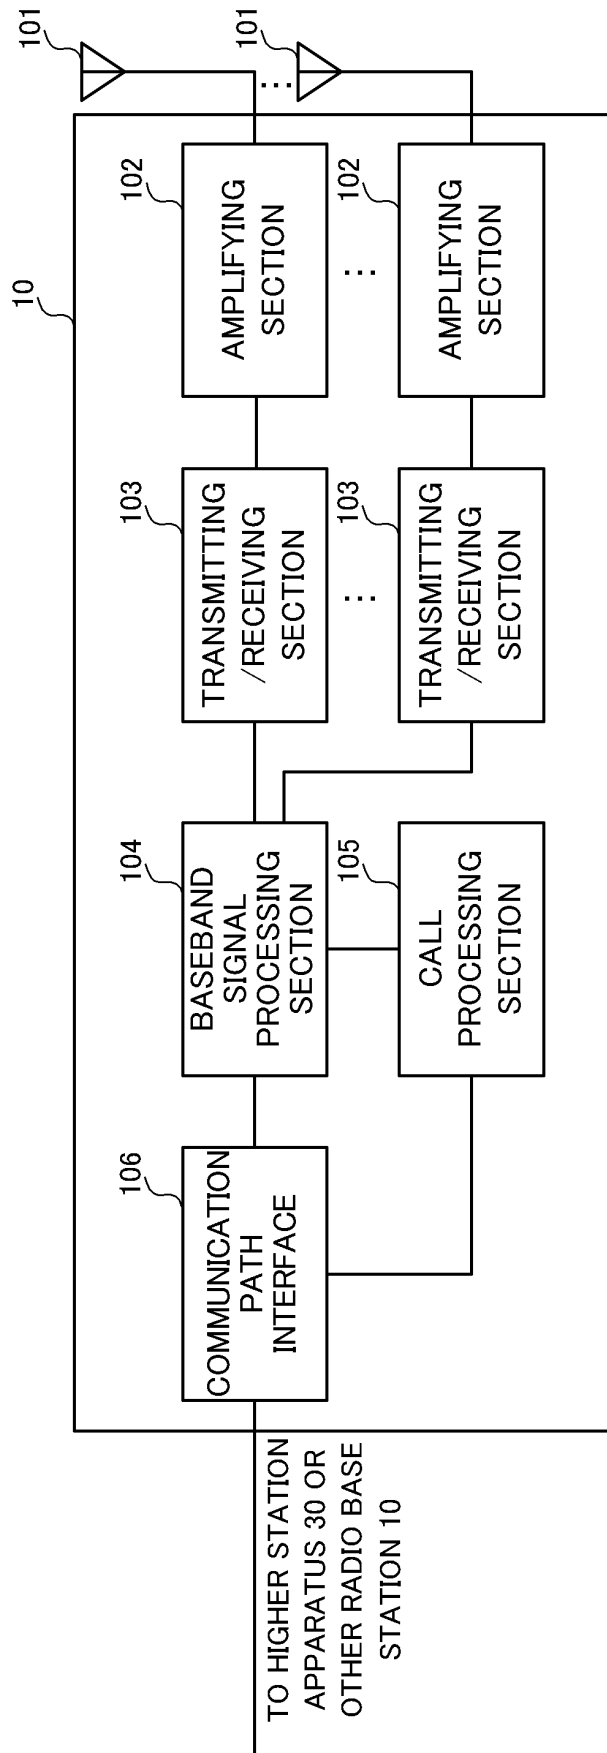 10
101
...
101
102
AMPLIFYING
SECTION
...
102
AMPLIFYING
SECTION
103
TRANSMITTING
/RECEIVING
SECTION
...
103
TRANSMITTING
/RECEIVING
SECTION
104
BASEBAND
SIGNAL
PROCESSING
SECTION
105
CALL
PROCESSING
SECTION
106
COMMUNICATION
PATH
INTERFACE
TO HIGHER STATION
APPARATUS 30 OR
OTHER RADIO BASE
STATION 10